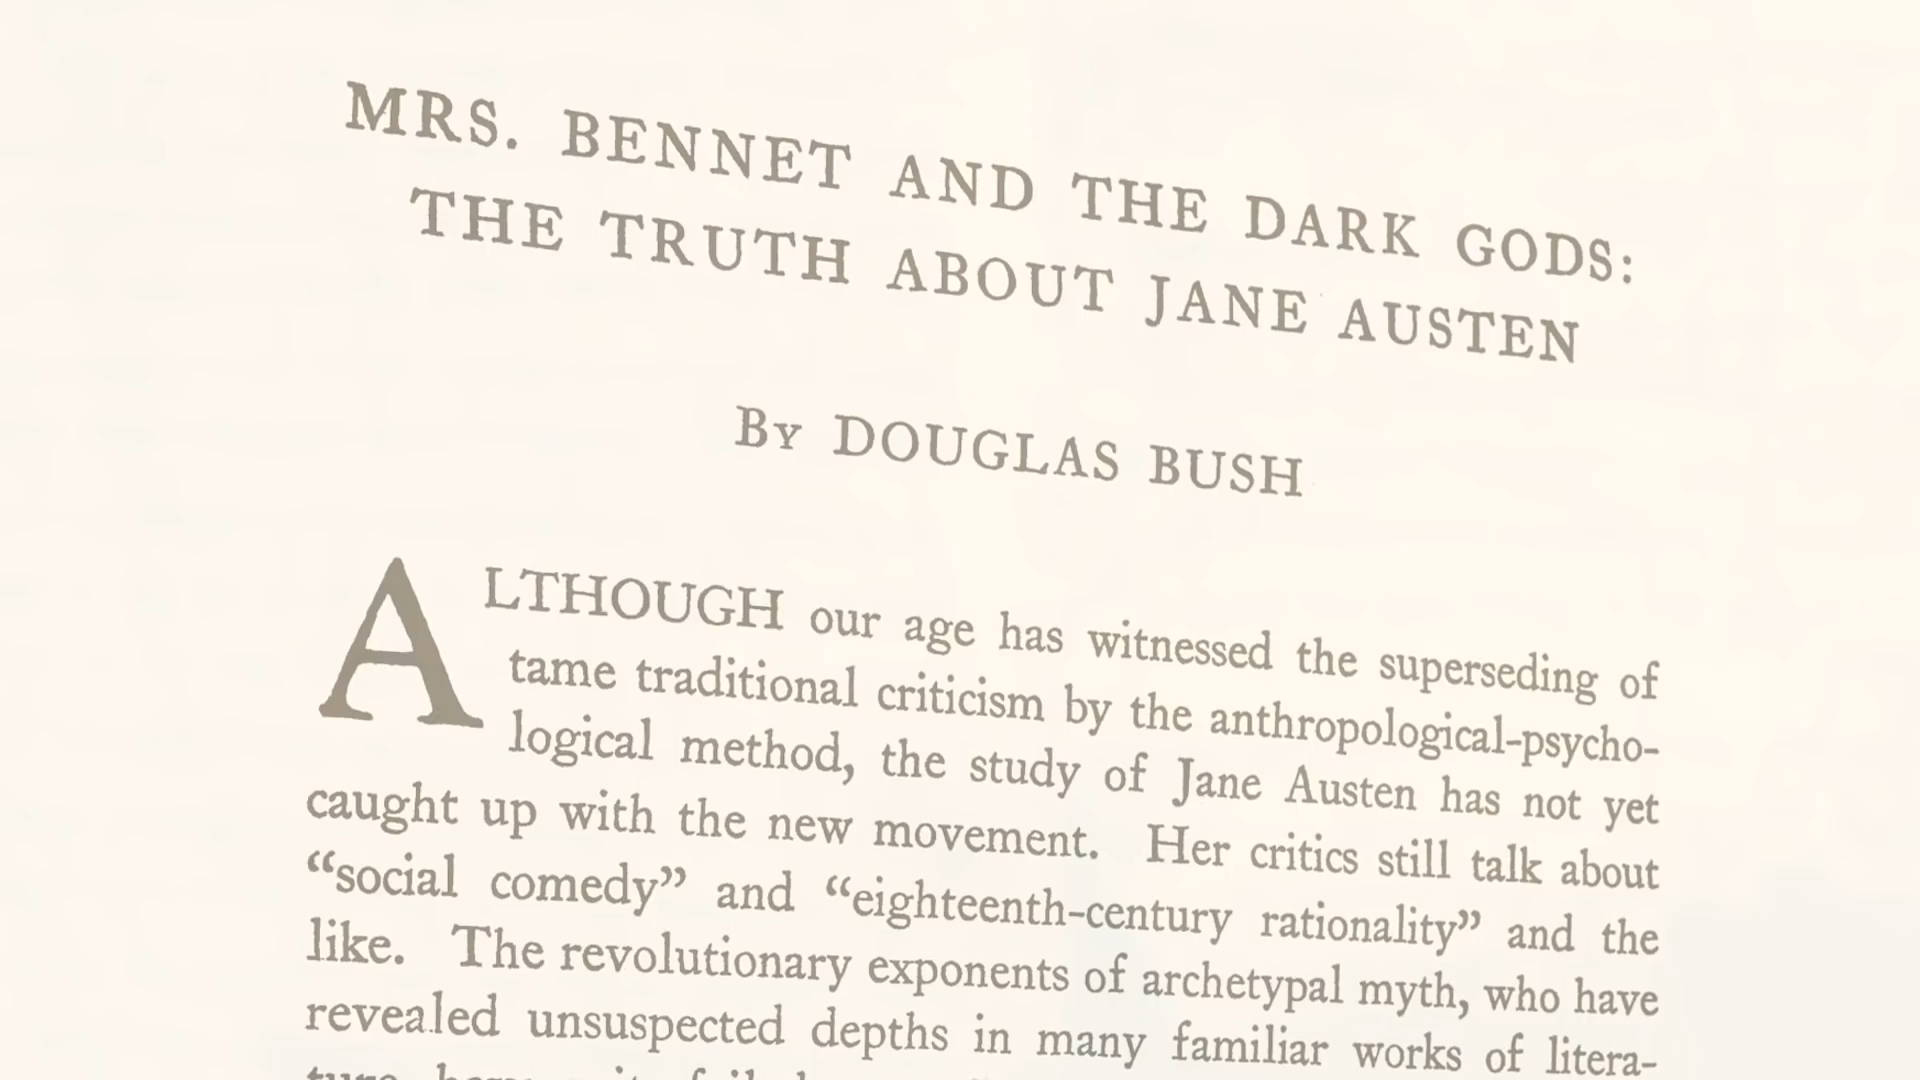 MRS. BENNET AND THE DARK GODS:
THE TRUTH ABOUT JANE AUSTEN
By DOUGLAS BUSH
ALTHOUGH our age has witnessed the superseding of
tame traditional criticism by the anthropological-psycho-
logical method, the study of Jane Austen has not yet
caught up with the new movement. Her critics still talk about
“social comedy” and “eighteenth-century rationality” and the
like. The revolutionary exponents of archetypal myth, who have
revealed unsuspected depths in many familiar works of litera-